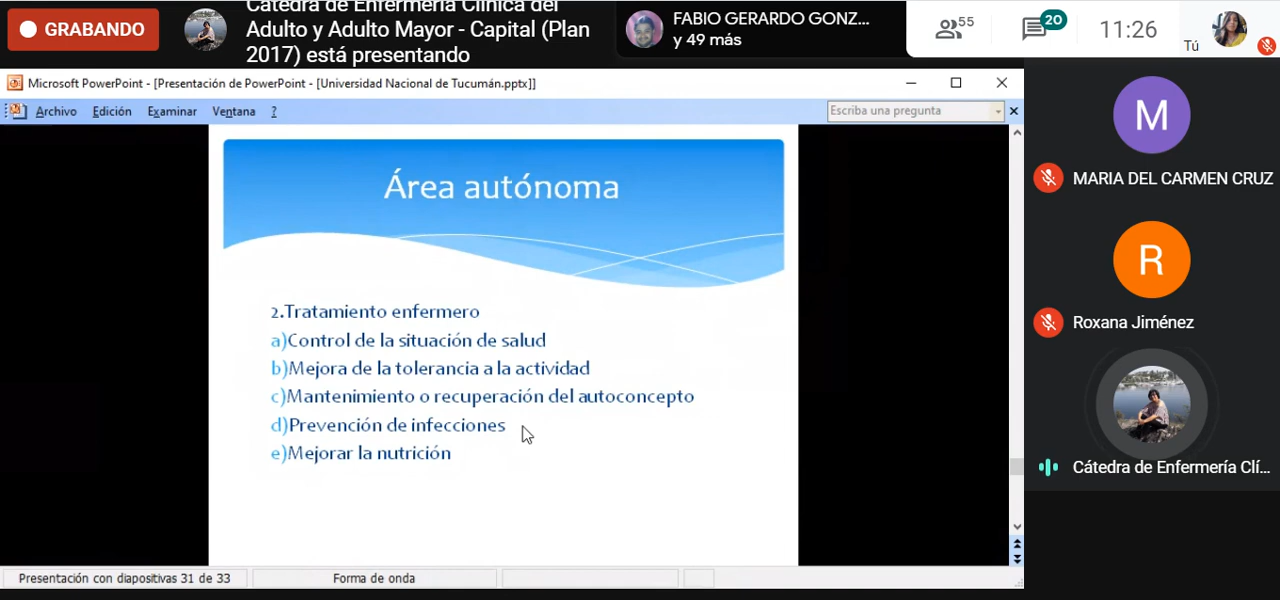 GRABANDO
Cátedra de Enfermería Clínica del
Adulto y Adulto Mayor - Capital (Plan
2017) está presentando
FABIO GERARDO GONZ...
y 49 más
55
20
11:26
Tú
Microsoft PowerPoint - [Presentación de PowerPoint - [Universidad Nacional de Tucumán.pptx]]
Archivo Edición Examinar Ventana ?
Escriba una pregunta
Área autónoma
2.Tratamiento enfermero
a)Control de la situación de salud
b)Mejora de la tolerancia a la actividad
c)Mantenimiento o recuperación del autoconcepto
d)Prevención de infecciones
e)Mejorar la nutrición
Presentación con diapositivas 31 de 33
Forma de onda
M
MARIA DEL CARMEN CRUZ
R
Roxana Jiménez
Cátedra de Enfermería Clí...